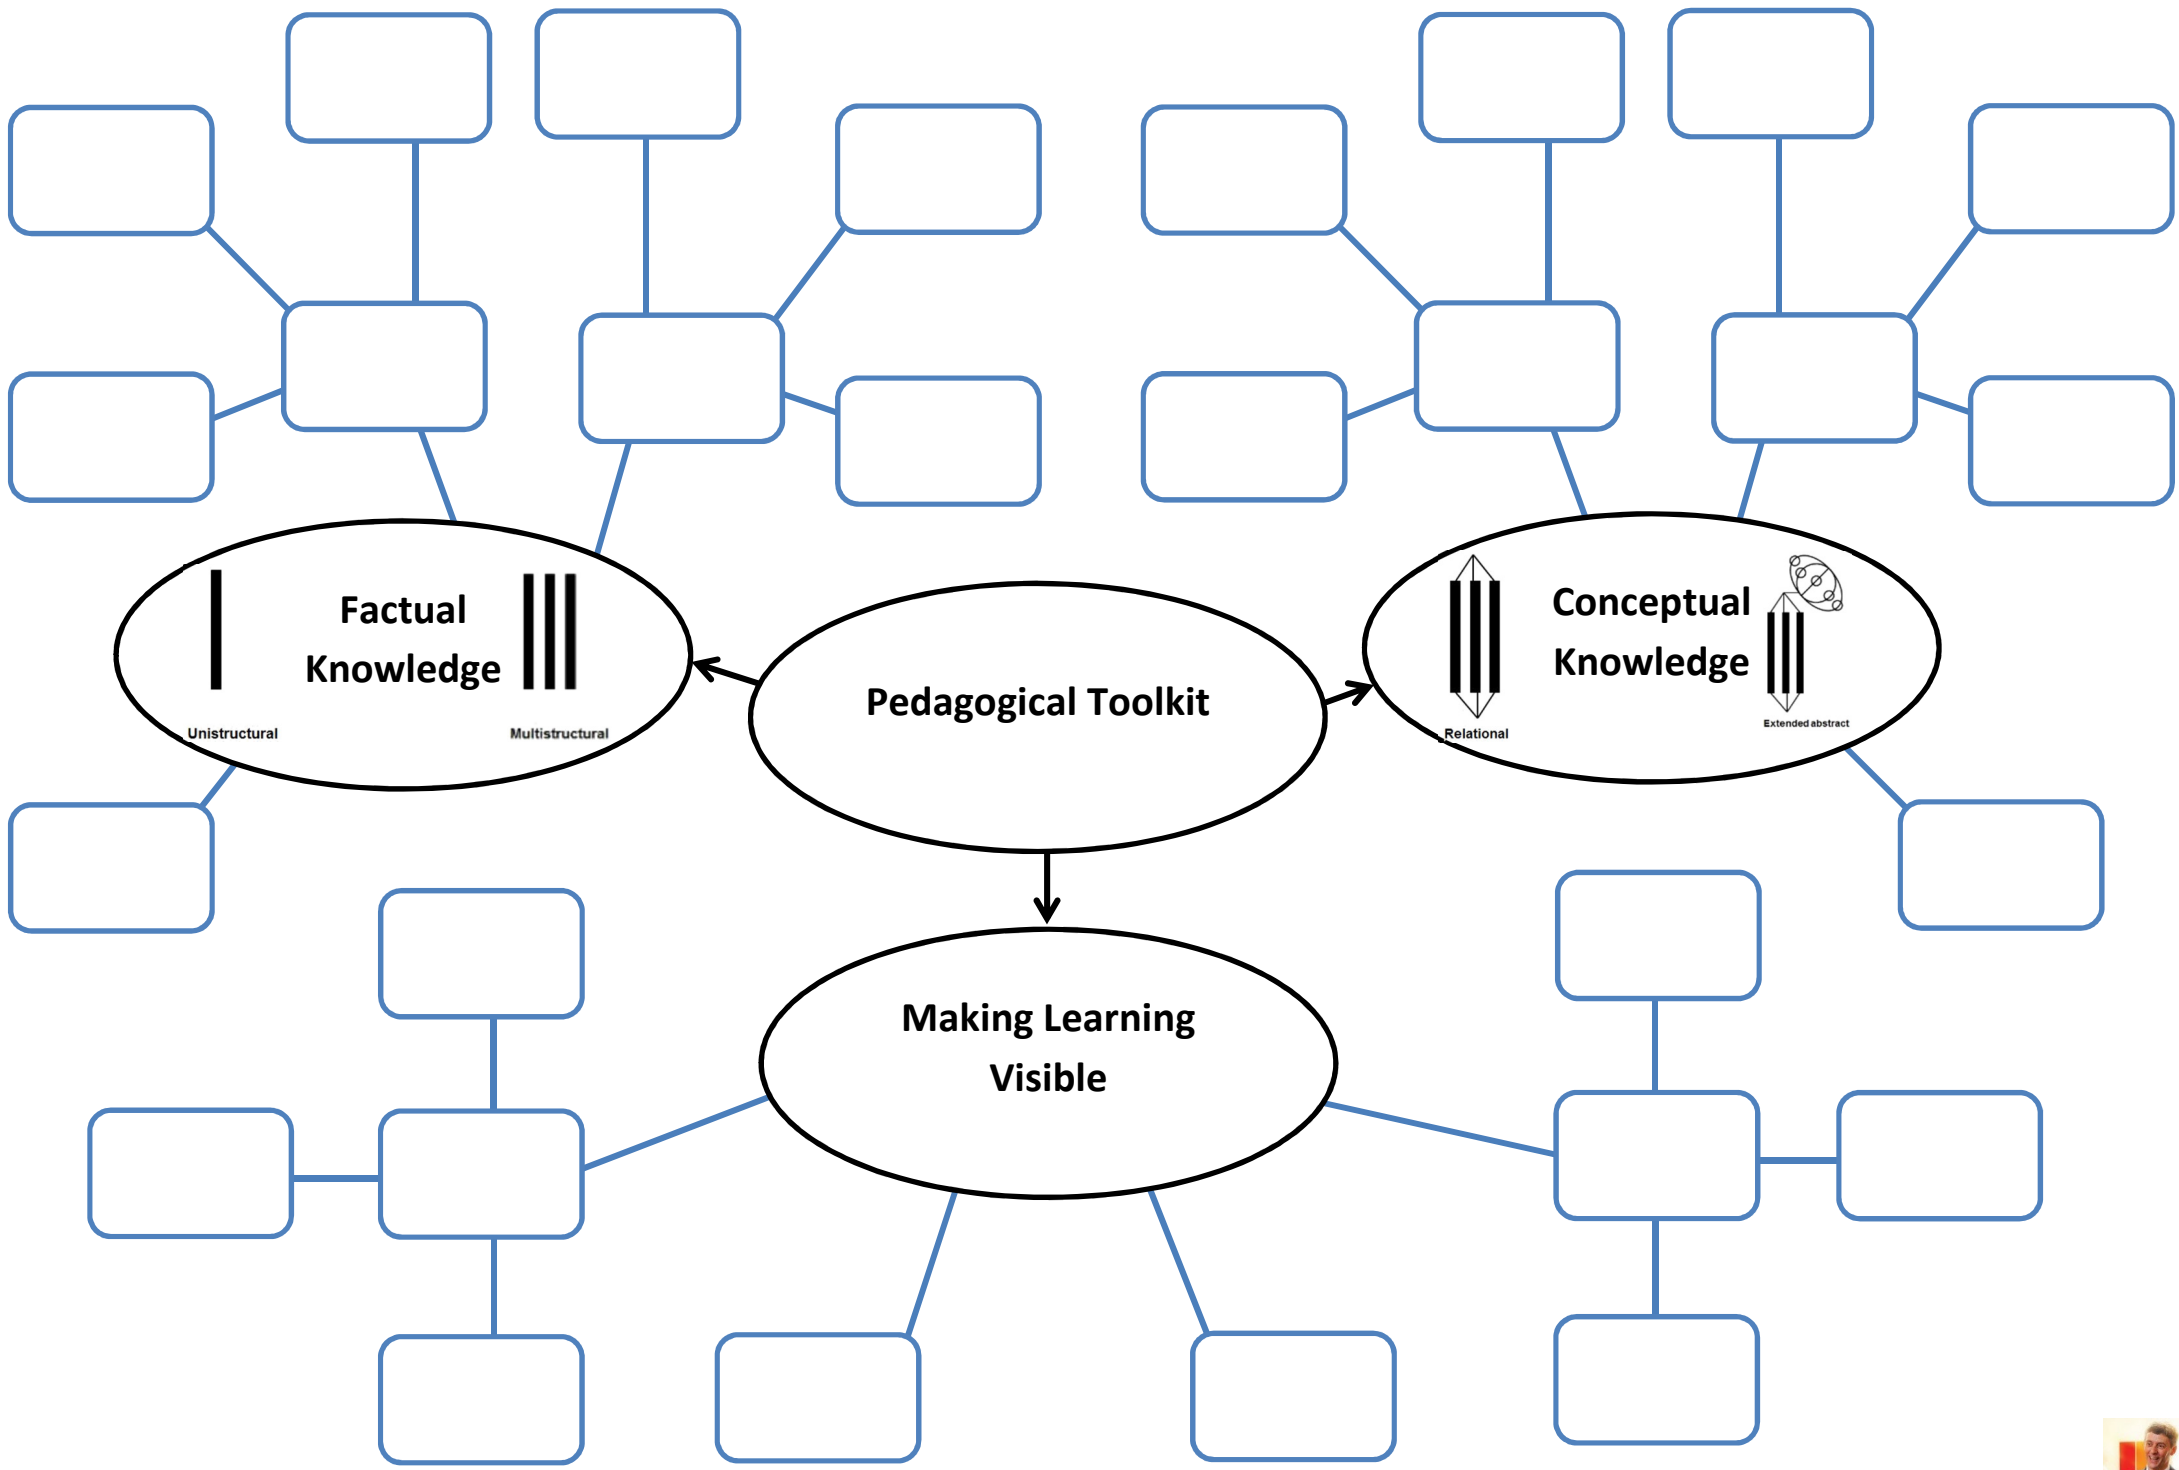 Factual
Knowledge
Unistructural
Multistructural
Pedagogical Toolkit
Conceptual
Knowledge
Relational
Extended abstract
Making Learning
Visible